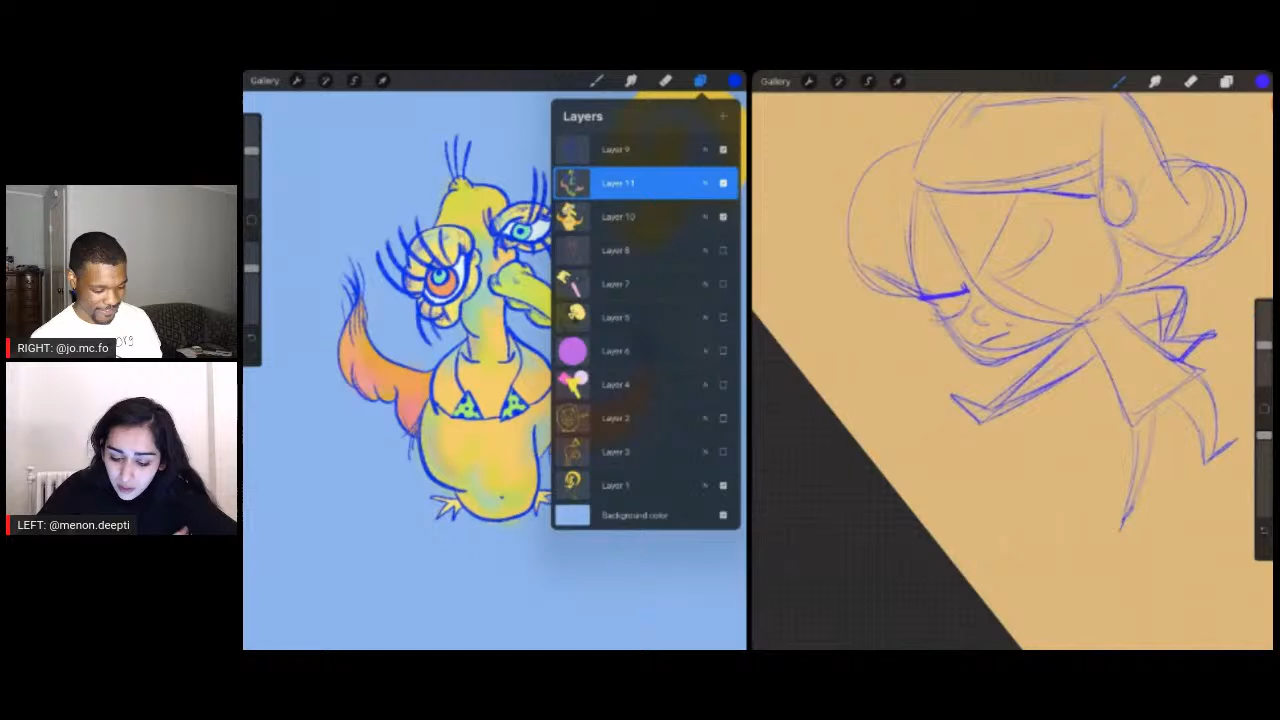 Gallery
Layers
Layer 9
N
Layer 11
N
Layer 10
N
Layer 8
N
Layer 7
N
Layer 5
N
Layer 6
N
Layer 4
N
Layer 2
N
Layer 3
N
Layer 1
N
Background color
Gallery
RIGHT: @jo.mc.fo
LEFT: @menon.deepti